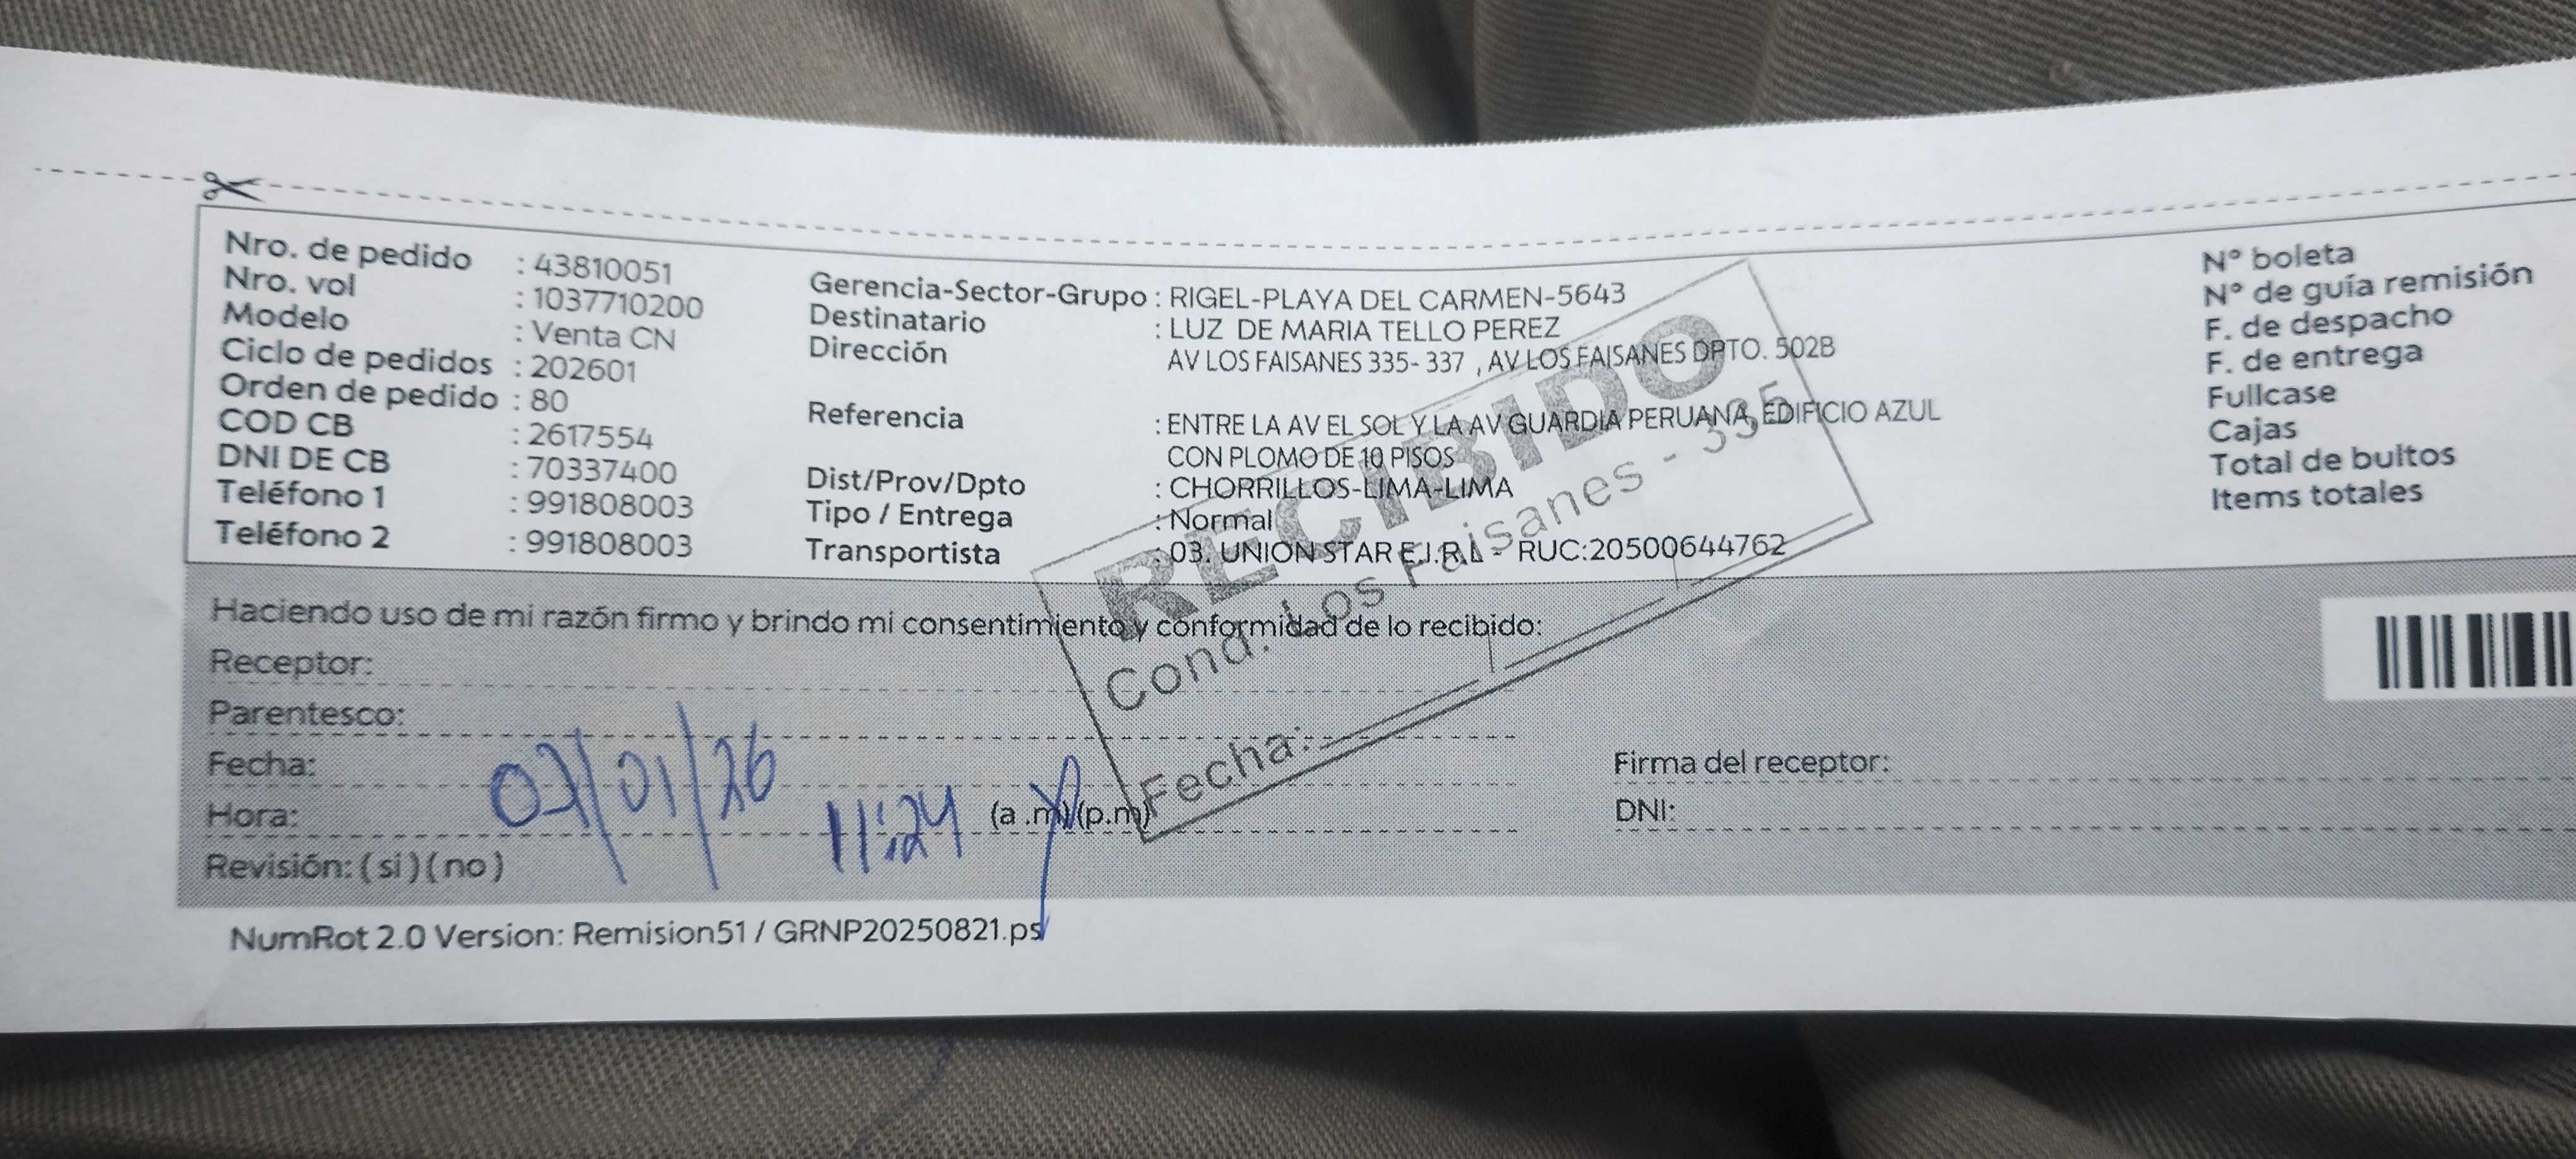 Nro. de pedido : 43810051
Nro. vol : 1037710200
Modelo : Venta CN
Ciclo de pedidos : 202601
Orden de pedido : 80
COD CB : 2617554
DNI DE CB : 70337400
Teléfono 1 : 991808003
Teléfono 2 : 991808003
Gerencia-Sector-Grupo : RIGEL-PLAYA DEL CARMEN-5643
Destinatario : LUZ DE MARIA TELLO PEREZ
Dirección AV LOS FAISANES 335- 337 , AV LOS FAISANES DPTO. 502B
Referencia : ENTRE LA AV EL SOL Y LA AV GUARDIA PERUANA, EDIFICIO AZUL
CON PLOMO DE 10 PISOS
Dist/Prov/Dpto : CHORRILLOS-LIMA-LIMA
Tipo / Entrega : Normal
Transportista : 03. UNION STAR E.I.R.L - RUC:20500644762
N° boleta
N° de guía remisión
F. de despacho
F. de entrega
Fullcase
Cajas
Total de bultos
Items totales
RECIBIDO
Cond. Los Faisanes - 335
Fecha:
Haciendo uso de mi razón firmo y brindo mi consentimiento y conformidad de lo recibido:
Receptor:
Parentesco:
Fecha: 07/01/26
Hora: 11:24 (a .m)(p.m)
Revisión: ( si ) ( no )
Firma del receptor:
DNI:
NumRot 2.0 Version: Remision51 / GRNP20250821.ps